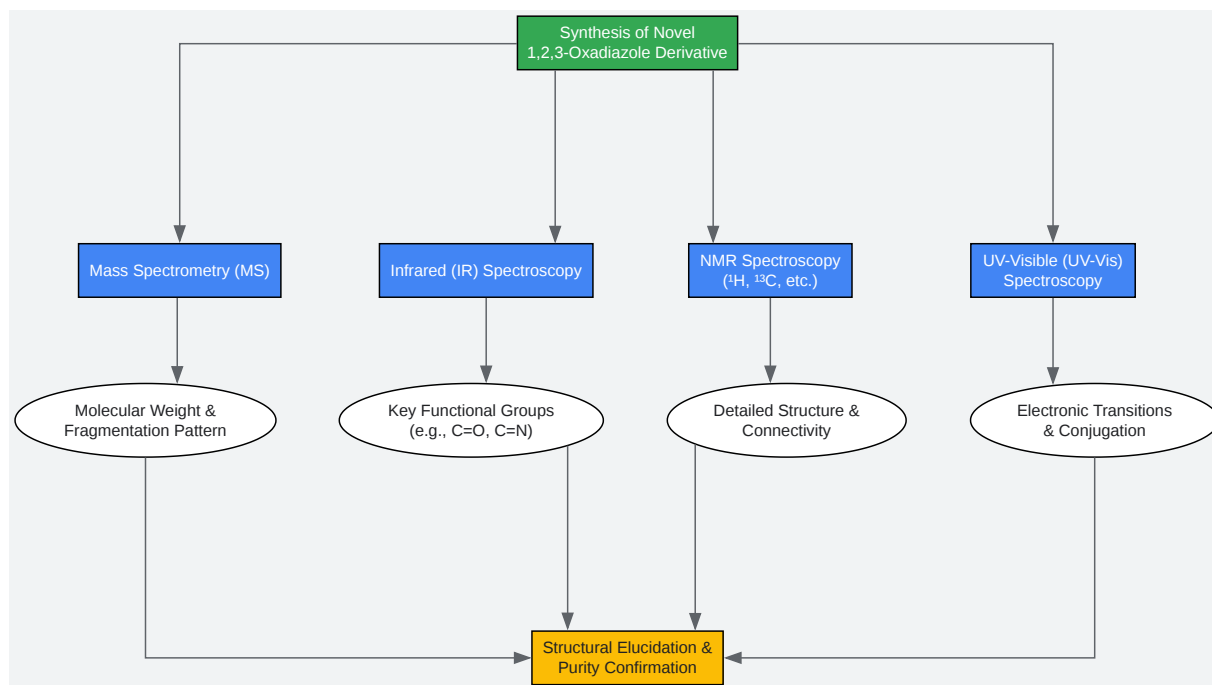 Synthesis of Novel
1,2,3-Oxadiazole Derivative
Mass Spectrometry (MS)
Infrared (IR) Spectroscopy
NMR Spectroscopy
(¹H, ¹³C, etc.)
UV-Visible (UV-Vis)
Spectroscopy
Molecular Weight &
Fragmentation Pattern
Key Functional Groups
(e.g., C=O, C=N)
Detailed Structure &
Connectivity
Electronic Transitions
& Conjugation
Structural Elucidation &
Purity Confirmation